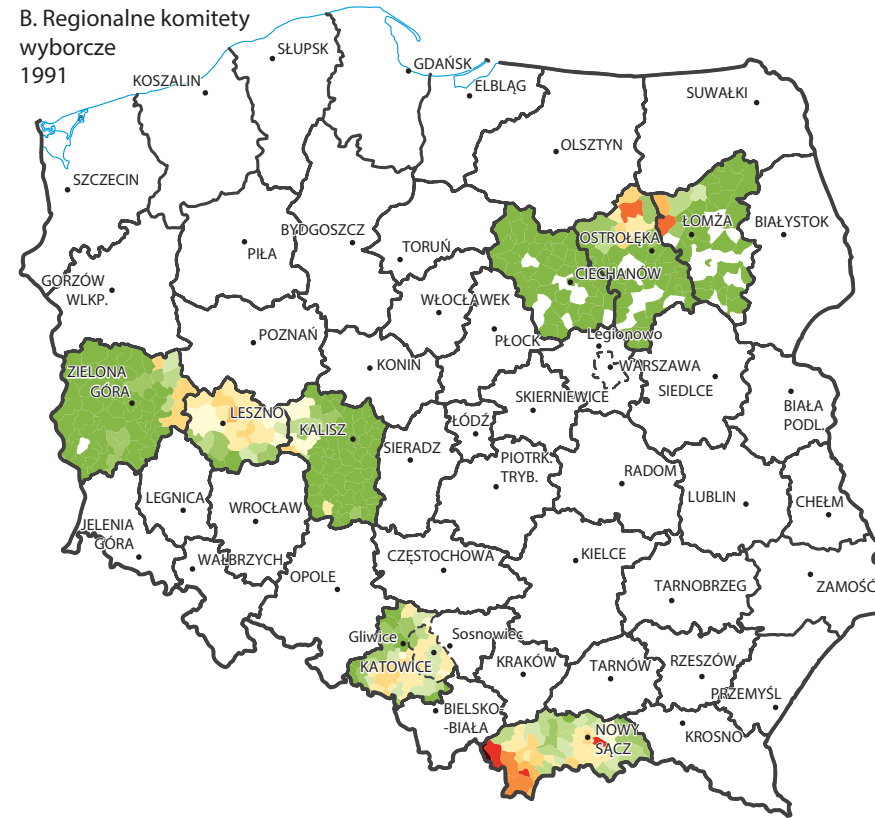 B. Regionalne komitety
wyborcze
1991
SŁUPSK
KOSZALIN
GDAŃSK
ELBLĄG
SUWAŁKI
OLSZTYN
SZCZECIN
BYDGOSZCZ
PIŁA
TORUŃ
OSTROŁĘKA
ŁOMŻA
BIAŁYSTOK
CIECHANÓW
GORZÓW
WLKP.
WŁOCŁAWEK
POZNAŃ
PŁOCK
Legionowo
KONIN
WARSZAWA
ZIELONA
GÓRA
SIEDLCE
SKIERNIEWICE
BIAŁA
PODL.
LESZNO
KALISZ
ŁÓDŹ
SIERADZ
PIOTRK.
TRYB.
RADOM
LEGNICA
WROCŁAW
LUBLIN
CHEŁM
JELENIA
GÓRA
WAŁBRZYCH
CZĘSTOCHOWA
KIELCE
OPOLE
TARNOBRZEG
ZAMOŚĆ
Gliwice
Sosnowiec
KATOWICE
KRAKÓW
TARNÓW
RZESZÓW
PRZEMYŚL
BIELSKO-
-BIAŁA
NOWY
SĄCZ
KROSNO